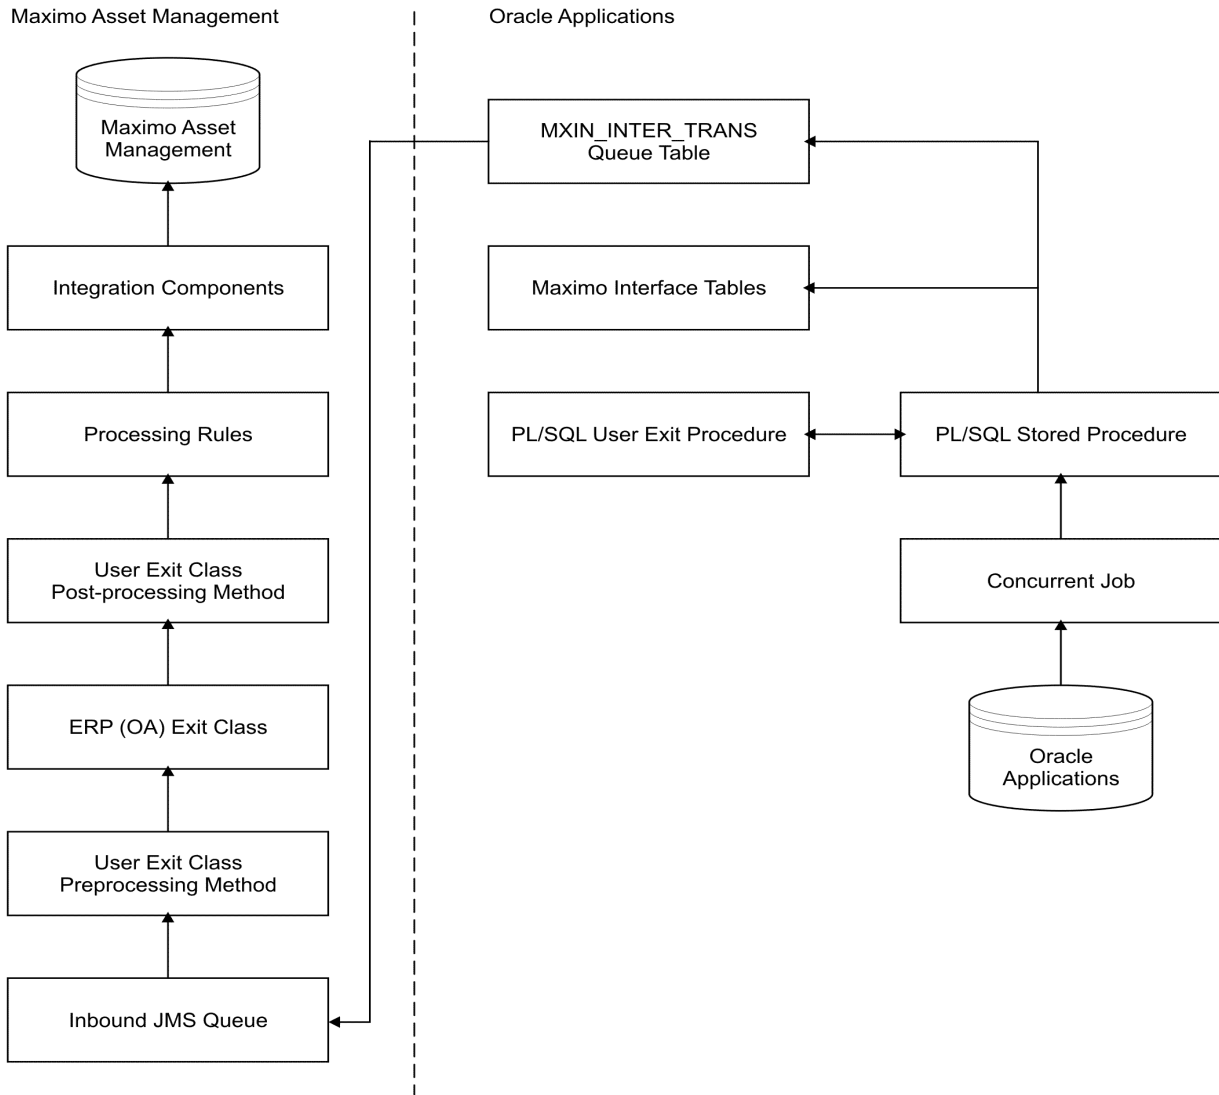 Maximo Asset Management
Oracle Applications
Maximo Asset
Management
MXIN_INTER_TRANS
Queue Table
Integration Components
Maximo Interface Tables
Processing Rules
PL/SQL User Exit Procedure
PL/SQL Stored Procedure
User Exit Class
Post-processing Method
Concurrent Job
ERP (OA) Exit Class
Oracle
Applications
User Exit Class
Preprocessing Method
Inbound JMS Queue